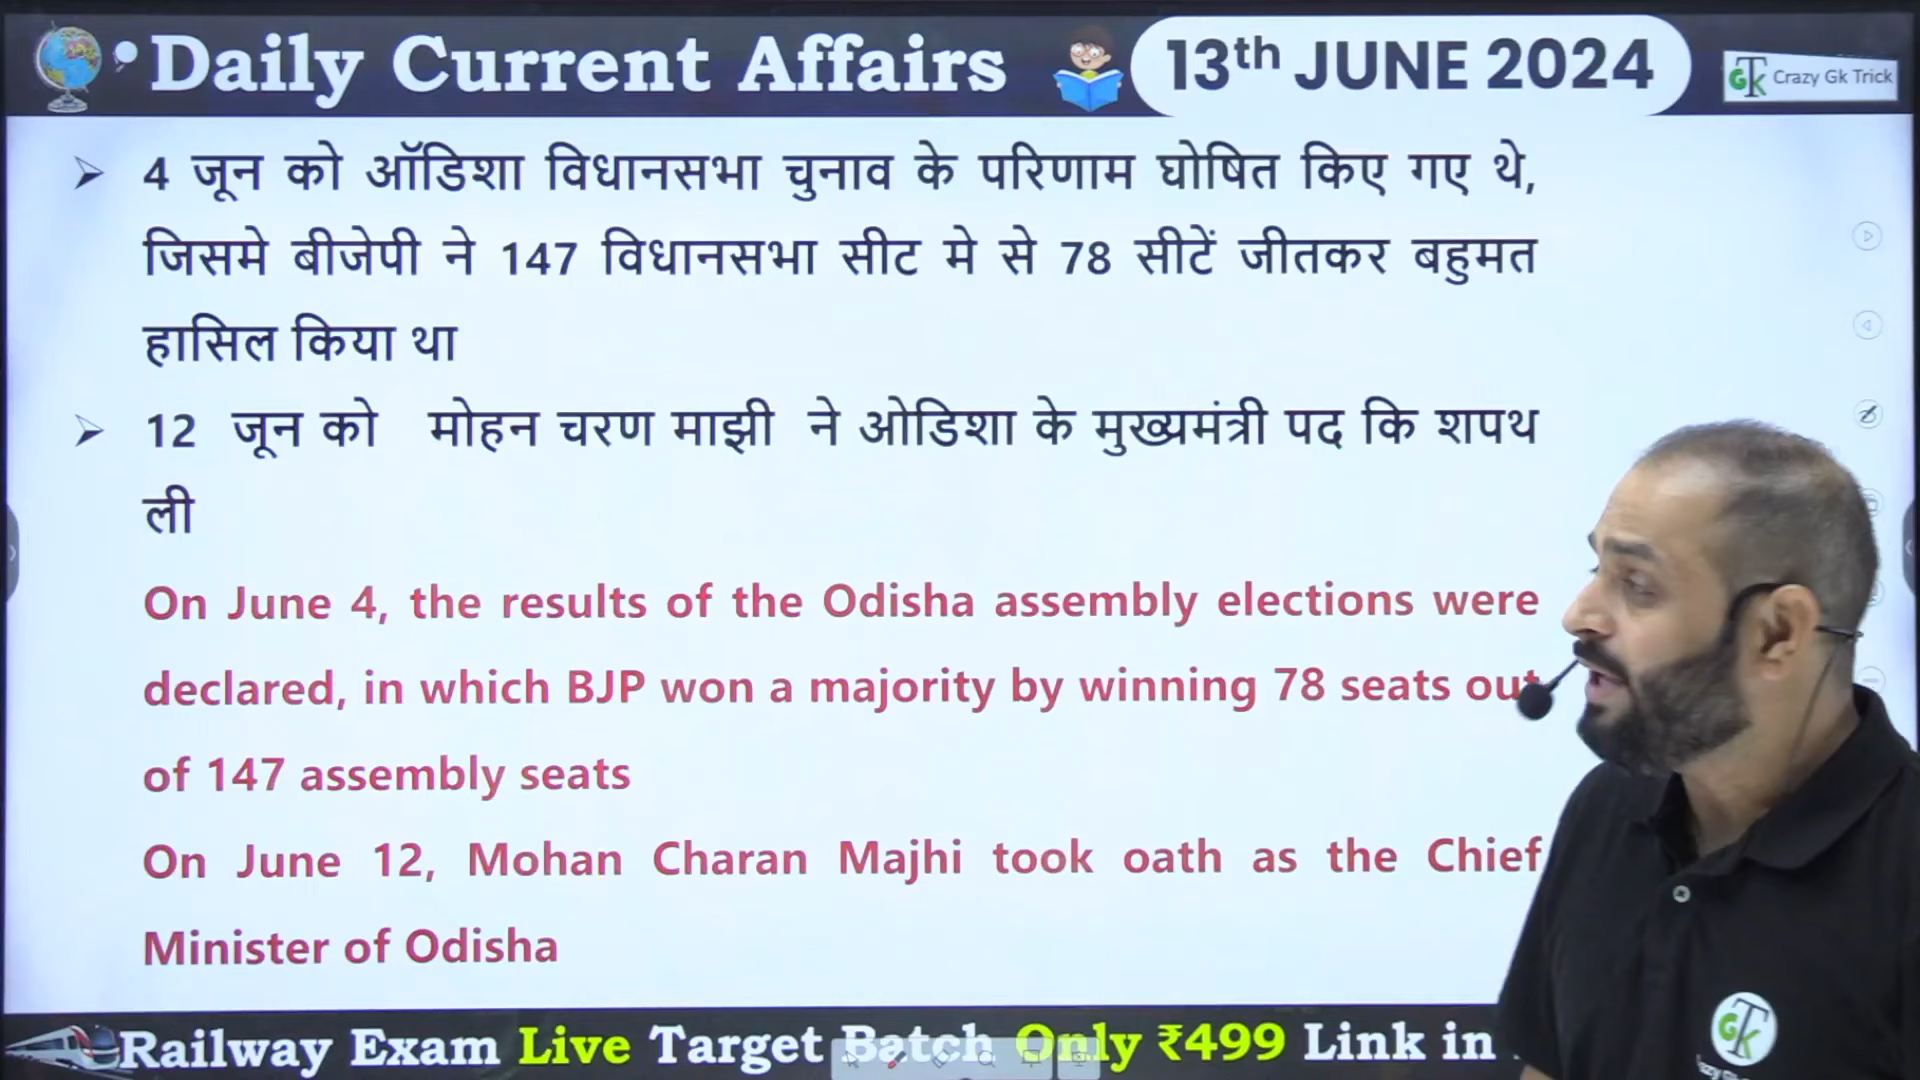 Daily Current Affairs
13th JUNE 2024
GTK Crazy Gk Trick
➢ 4 जून को ऑडिशा विधानसभा चुनाव के परिणाम घोषित किए गए थे,
जिसमे बीजेपी ने 147 विधानसभा सीट मे से 78 सीटें जीतकर बहुमत
हासिल किया था
➢ 12 जून को मोहन चरण माझी ने ओडिशा के मुख्यमंत्री पद कि शपथ
ली
On June 4, the results of the Odisha assembly elections were
declared, in which BJP won a majority by winning 78 seats out
of 147 assembly seats
On June 12, Mohan Charan Majhi took oath as the Chief
Minister of Odisha
GTK
Railway Exam Live Target Batch Only ₹499 Link in